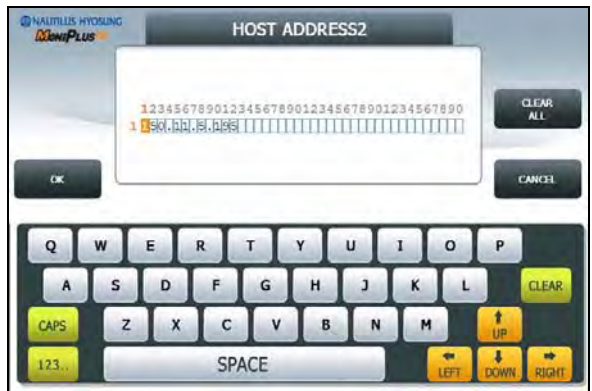 NAUTILUS HYOSUNG
MoniPlus
HOST ADDRESS2
1234567890123456789012345678901234567890
1 150.11.5.195
CLEAR ALL
OK
CANCEL
Q W E R T Y U I O P
A S D F G H J K L CLEAR
CAPS Z X C V B N M UP
123.. SPACE LEFT DOWN RIGHT